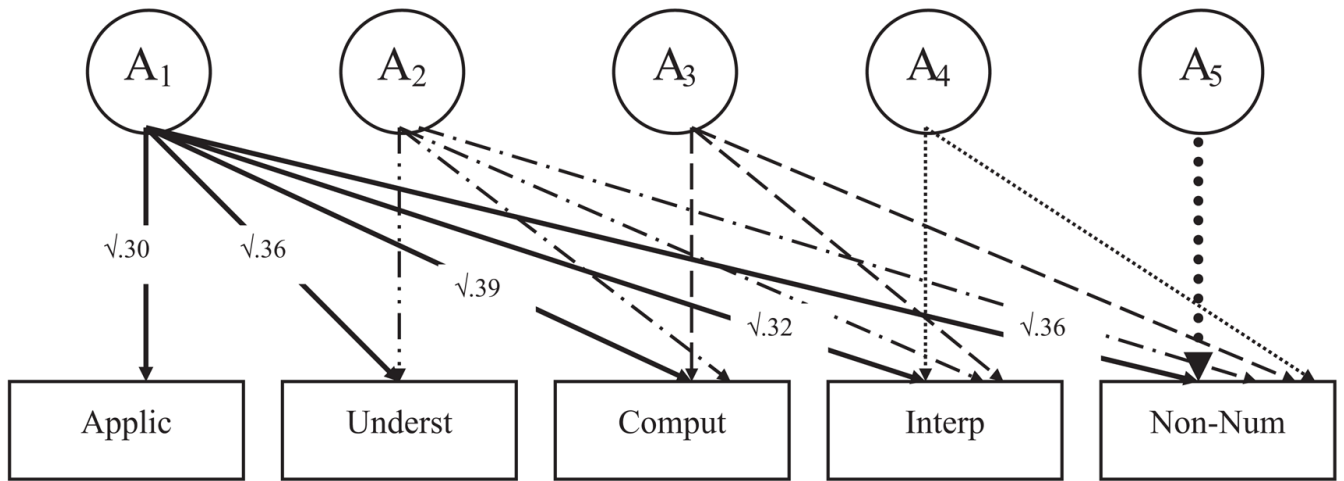 A1 A2 A3 A4 A5
√.30 √.36 √.39 √.32 √.36
Applic Underst Comput Interp Non-Num